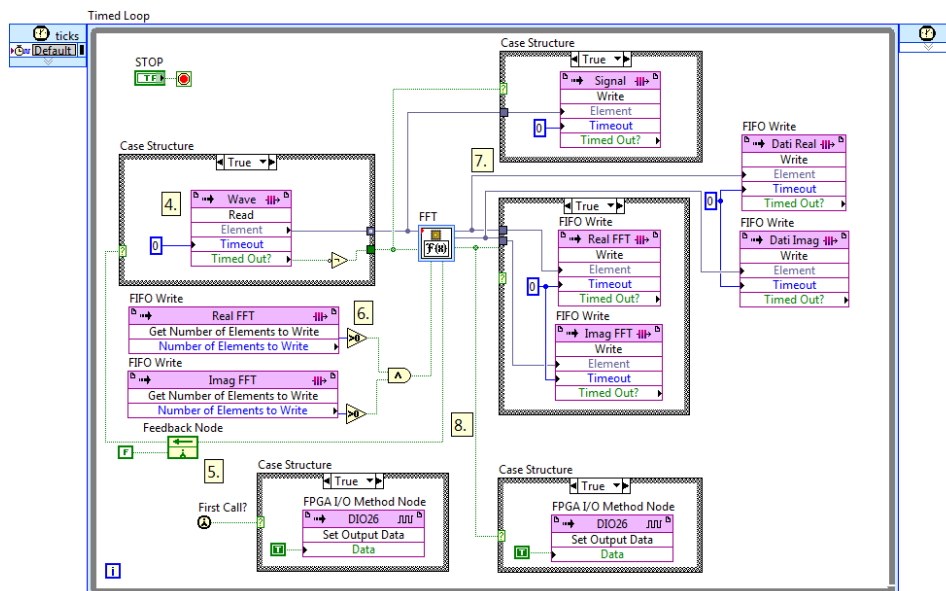 Timed Loop
ticks
Default
STOP
TF
Case Structure
True
Signal
Write
Element
0
Timeout
Timed Out?
Case Structure
True
4.
Wave
Read
Element
0
Timeout
Timed Out?
?
?
FFT
F{x}
7.
FIFO Write
Dati Real
Write
Element
0
Timeout
Timed Out?
Dati Imag
Write
Element
Timeout
Timed Out?
FIFO Write
True
FIFO Write
Real FFT
Write
Element
0
Timeout
Timed Out?
?
FIFO Write
Imag FFT
Write
Element
Timeout
Timed Out?
FIFO Write
Real FFT
Get Number of Elements to Write
Number of Elements to Write
>0
6.
FIFO Write
Imag FFT
Get Number of Elements to Write
Number of Elements to Write
>0
Feedback Node
F
5.
8.
Case Structure
True
First Call?
?
FPGA I/O Method Node
DIO26
Set Output Data
T
Data
Case Structure
True
?
FPGA I/O Method Node
DIO26
Set Output Data
T
Data
i